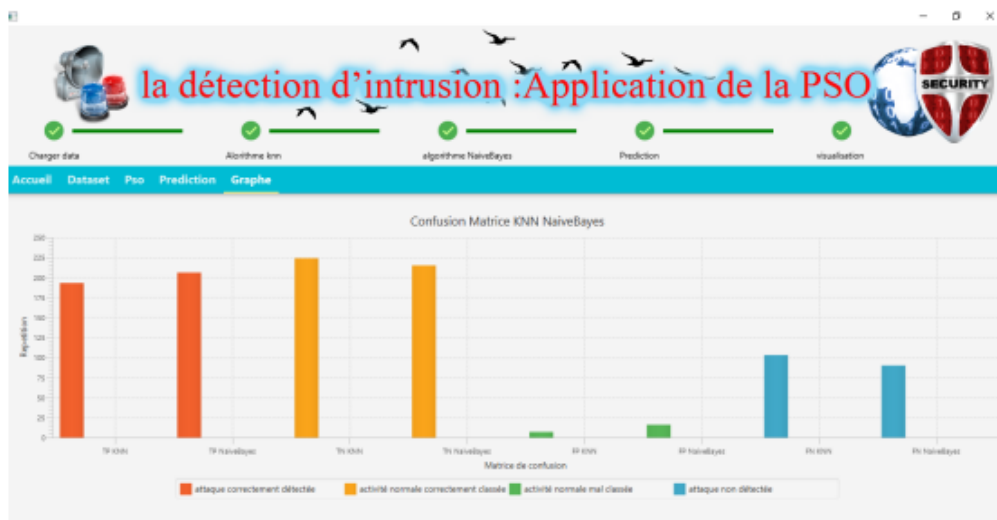 la détection d'intrusion :Application de la PSO
SECURITY
Charger data
Alorithme knn
algorithme NaiveBayes
Prediction
visualisation
Accueil Dataset Pso Prediction Graphe
Confusion Matrice KNN NaiveBayes
250
225
200
175
150
125
100
75
50
25
0
TP KNN
TP NaiveBayes
TN KNN
TN NaiveBayes
FP KNN
FP NaiveBayes
FN KNN
FN NaiveBayes
Matrice de confusion
attaque correctement détectée
activité normale correctement classée
activité normale mal classée
attaque non détectée